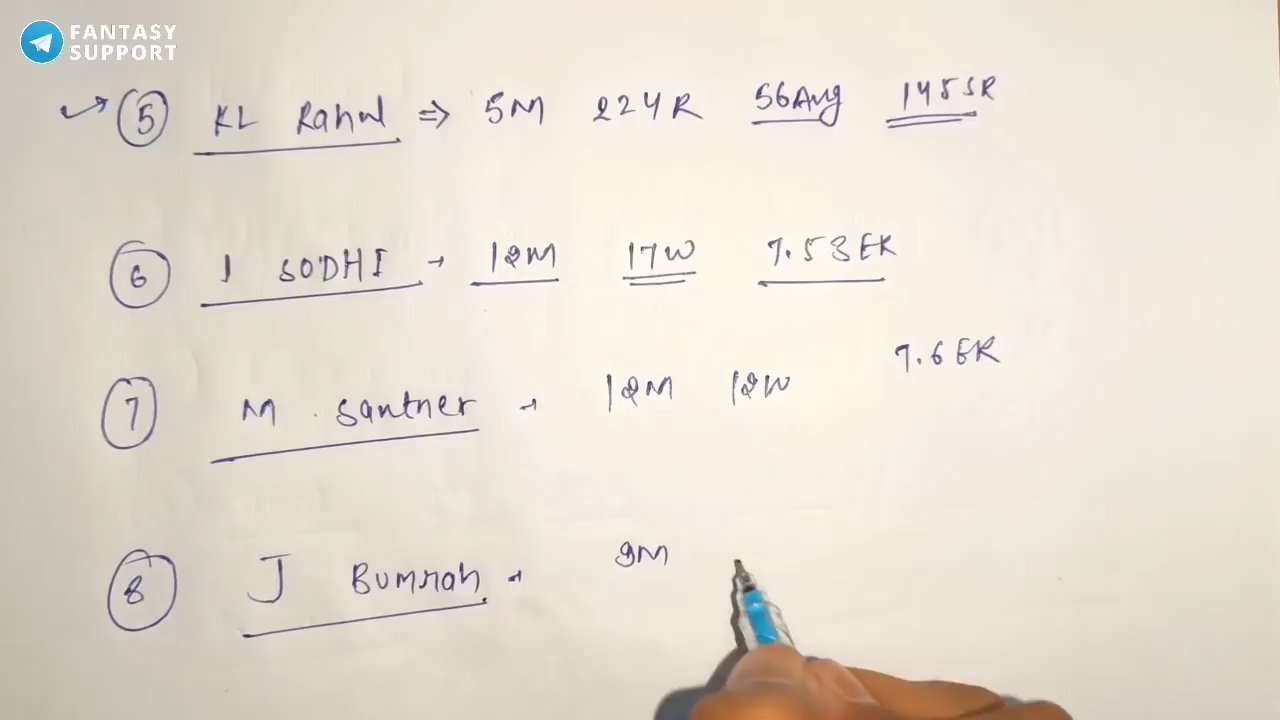 FANTASY
SUPPORT
5 KL Rahul ⇒ 5M 224R 56Avg 145SR
6 I SODHI → 12M 17W 7.53ER
7 M. Santner → 12M 12W 7.6ER
8 J Bumrah → 9M